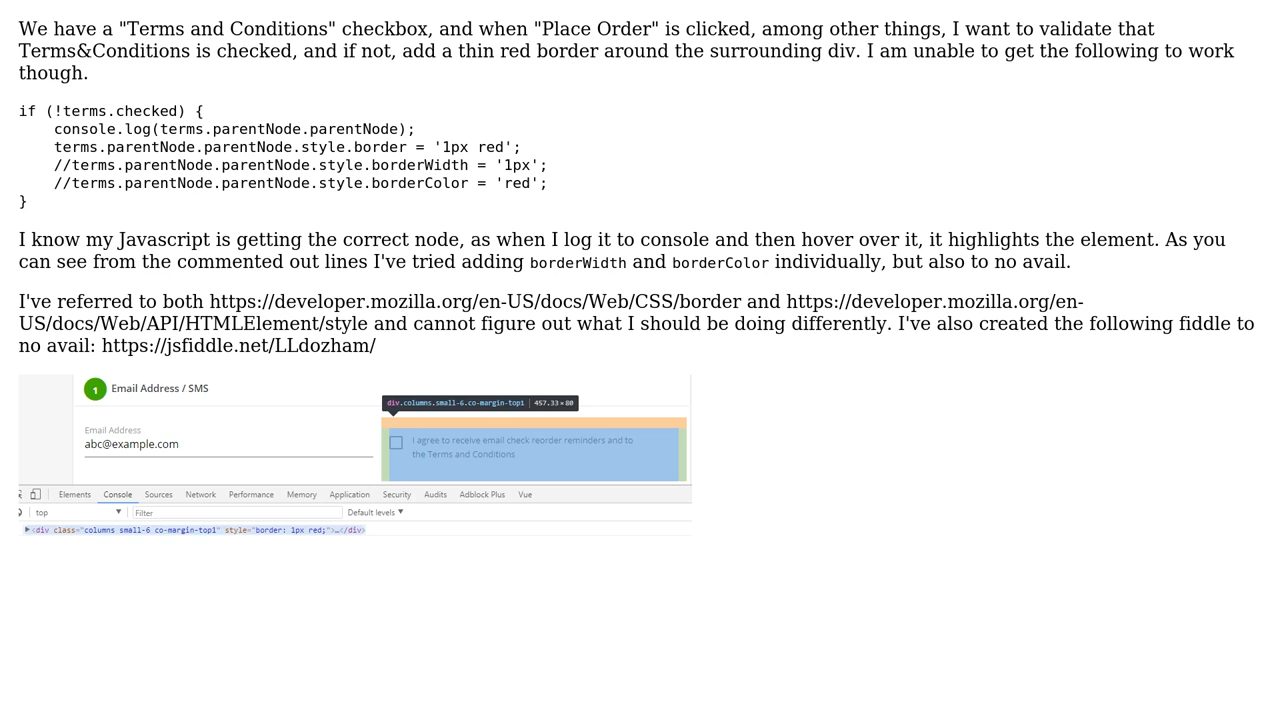 We have a "Terms and Conditions" checkbox, and when "Place Order" is clicked, among other things, I want to validate that
Terms&Conditions is checked, and if not, add a thin red border around the surrounding div. I am unable to get the following to work
though.
if (!terms.checked) {
    console.log(terms.parentNode.parentNode);
    terms.parentNode.parentNode.style.border = '1px red';
    //terms.parentNode.parentNode.style.borderWidth = '1px';
    //terms.parentNode.parentNode.style.borderColor = 'red';
}
I know my Javascript is getting the correct node, as when I log it to console and then hover over it, it highlights the element. As you
can see from the commented out lines I've tried adding borderWidth and borderColor individually, but also to no avail.
I've referred to both https://developer.mozilla.org/en-US/docs/Web/CSS/border and https://developer.mozilla.org/en-
US/docs/Web/API/HTMLElement/style and cannot figure out what I should be doing differently. I've also created the following fiddle to
no avail: https://jsfiddle.net/LLdozham/
1 Email Address / SMS
div.columns.small-6.co-margin-top1 | 457.33 × 80
Email Address
abc@example.com
I agree to receive email check reorder reminders and to
the Terms and Conditions
Elements Console Sources Network Performance Memory Application Security Audits Adblock Plus Vue
top ▼ Filter Default levels ▼
▶<div class="columns small-6 co-margin-top1" style="border: 1px red;">…</div>